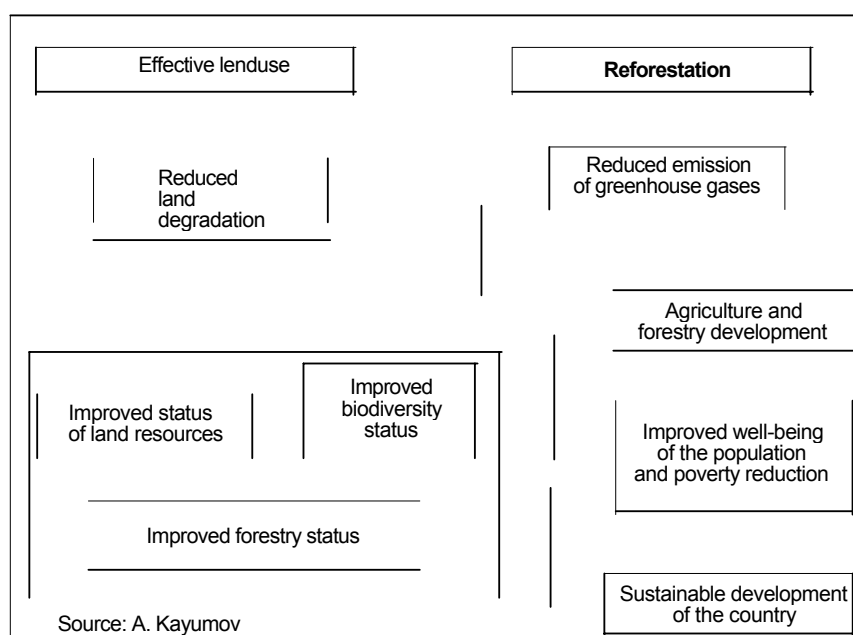 Effective lenduse
Reforestation
Reduced
land
degradation
Reduced emission
of greenhouse gases
Agriculture and
forestry development
Improved status
of land resources
Improved
biodiversity
status
Improved well-being
of the population
and poverty reduction
Improved forestry status
Sustainable development
of the country
Source: A. Kayumov